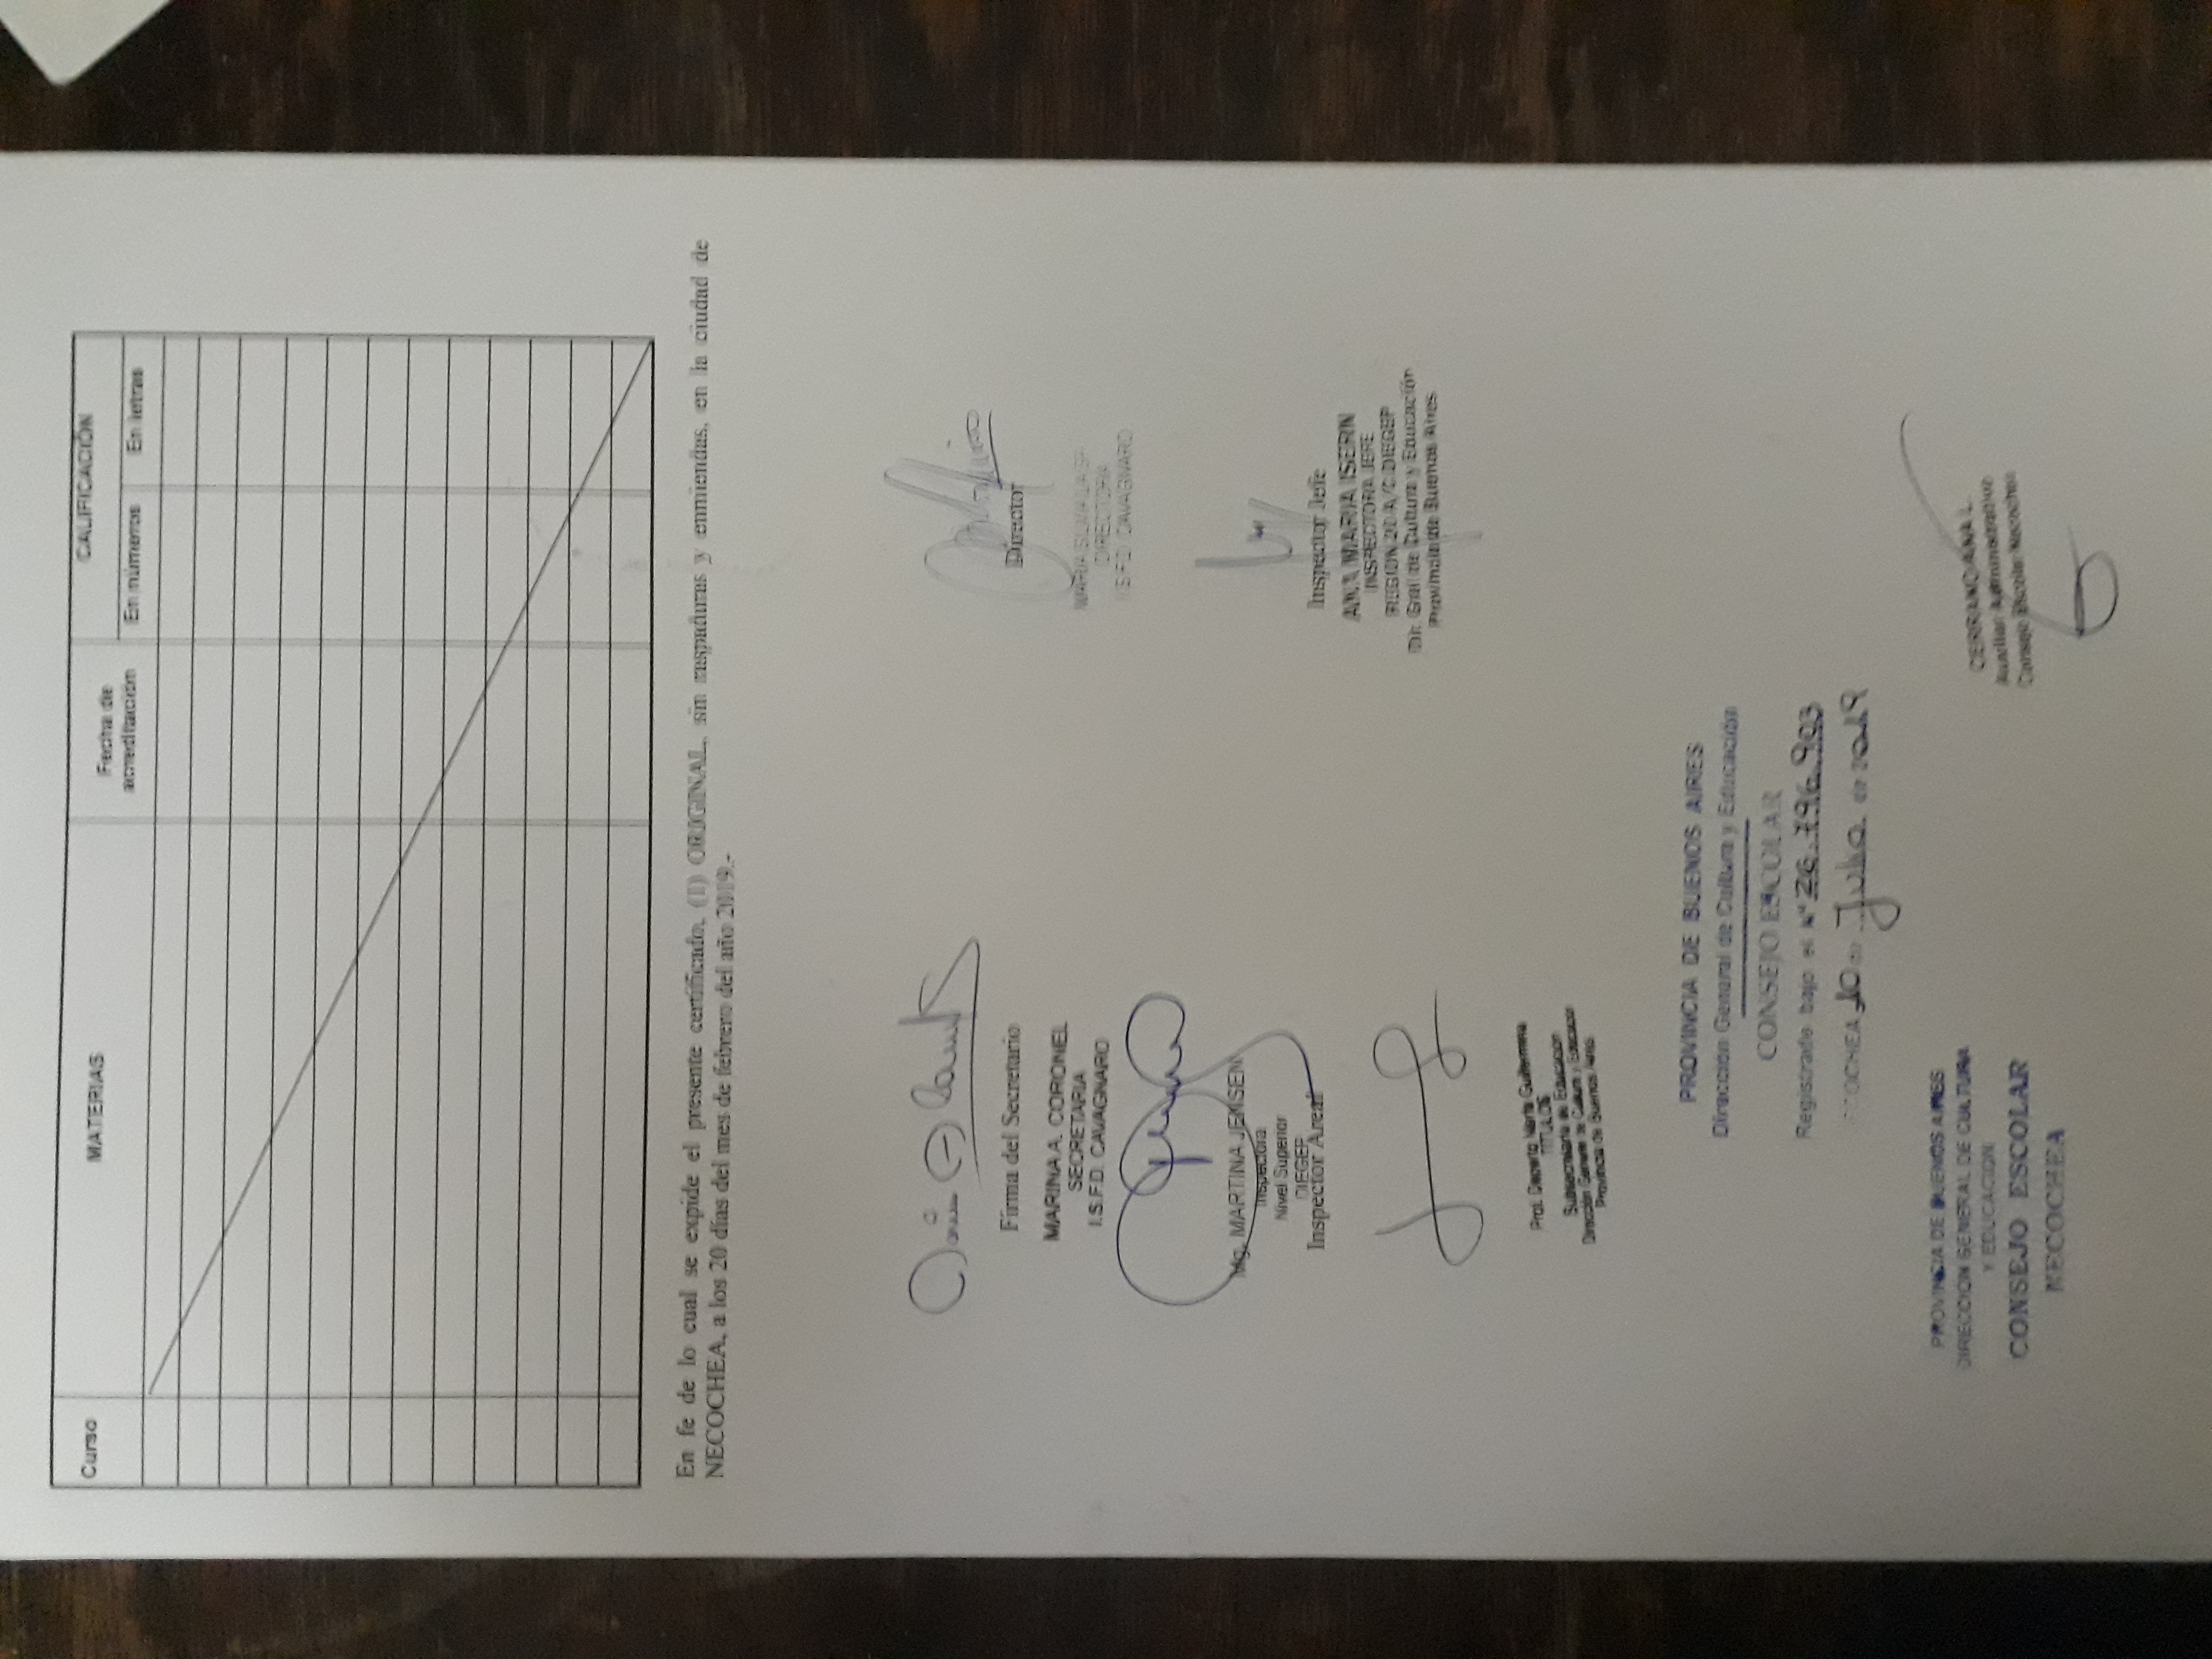 Curso
MATERIAS
Fecha de
acreditación
CALIFICACIÓN
En números
En letras
En fe de lo cual se expide el presente certificado, (1) ORIGINAL, sin raspaduras y enmiendas, en la ciudad de
NECOCHEA, a los 20 días del mes de febrero del año 2019.-
Firma del Secretario
MARINA A. CORONEL
SECRETARIA
I.S.F.D. CAVAGNARO
Director
DIRECTORA
I.S.F.D. CAVAGNARO
Mg. MARTINA JENSEN
Inspectora
Nivel Superior
DIEGEP
Inspector Areal
Inspector Jefe
ANA MARIA ISERN
INSPECTORA JEFE
REGION 20 A/C DIEGEP
Dir. Gral de Cultura y Educación
Provincia de Buenos Aires
Prof. Marta Guillermina
TITULOS
Subsecretaría de Educación
Dirección General de Cultura y Educación
Provincia de Buenos Aires
PROVINCIA DE BUENOS AIRES
Dirección General de Cultura y Educación
CONSEJO ESCOLAR
Registrado bajo el Nº 26.796.903
ECOCHEA 10 de Julio de 2019
PROVINCIA DE BUENOS AIRES
DIRECCION GENERAL DE CULTURA
Y EDUCACION
CONSEJO ESCOLAR
NECOCHEA
CERRANO ANA L.
Auxiliar Administrativo
Consejo Escolar Necochea